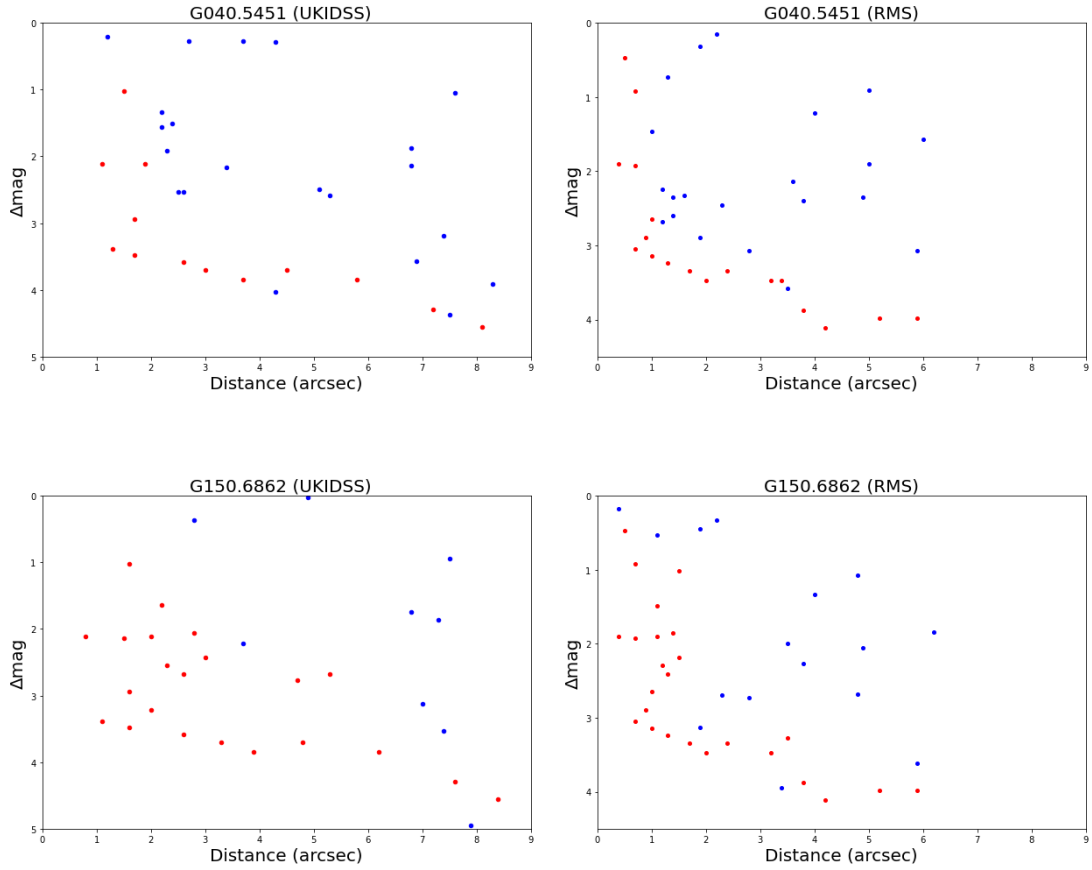 G040.5451 (UKIDSS)
0
1
2
3
4
5
Δmag
0 1 2 3 4 5 6 7 8 9
Distance (arcsec)
G040.5451 (RMS)
0
1
2
3
4
Δmag
0 1 2 3 4 5 6 7 8 9
Distance (arcsec)
G150.6862 (UKIDSS)
0
1
2
3
4
5
Δmag
0 1 2 3 4 5 6 7 8 9
Distance (arcsec)
G150.6862 (RMS)
0
1
2
3
4
Δmag
0 1 2 3 4 5 6 7 8 9
Distance (arcsec)